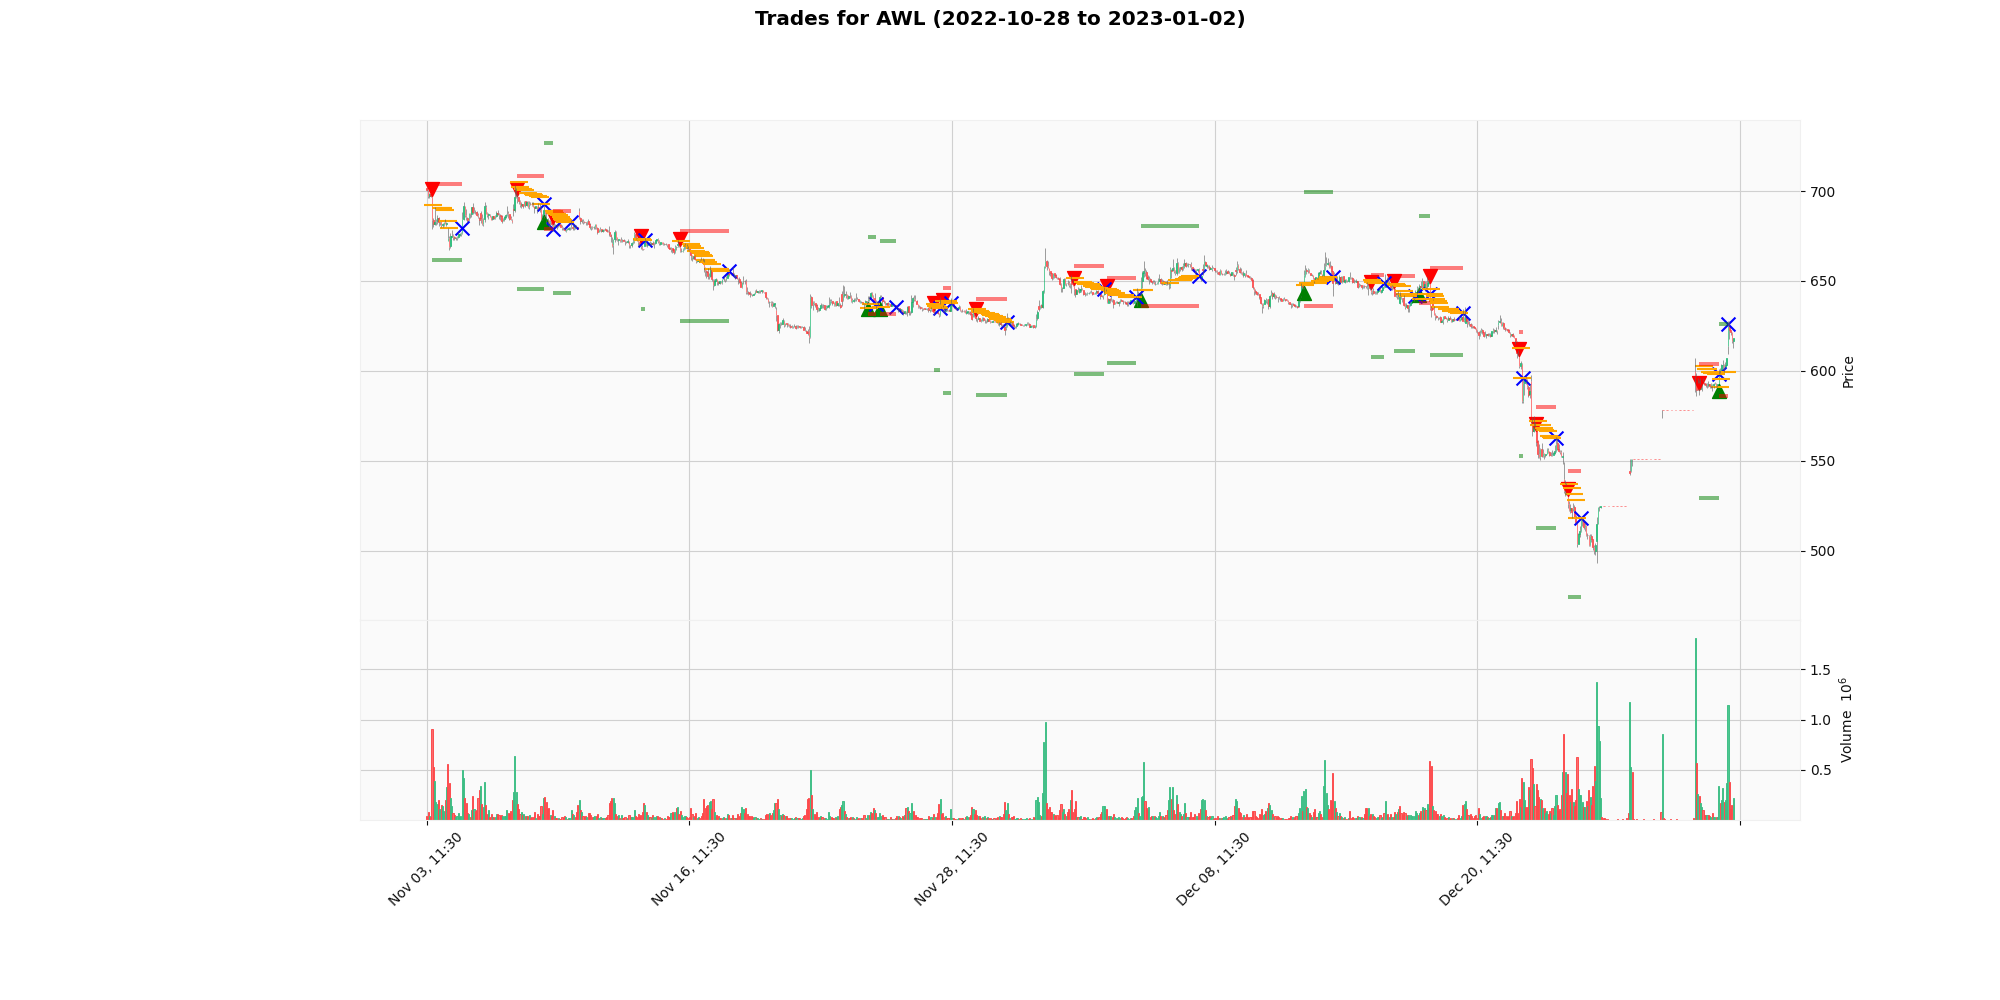 Trades for AWL (2022-10-28 to 2023-01-02)
700
650
600
550
500
Price
1.5
1.0
0.5
Volume 10^6
Nov 03, 11:30
Nov 16, 11:30
Nov 28, 11:30
Dec 08, 11:30
Dec 20, 11:30